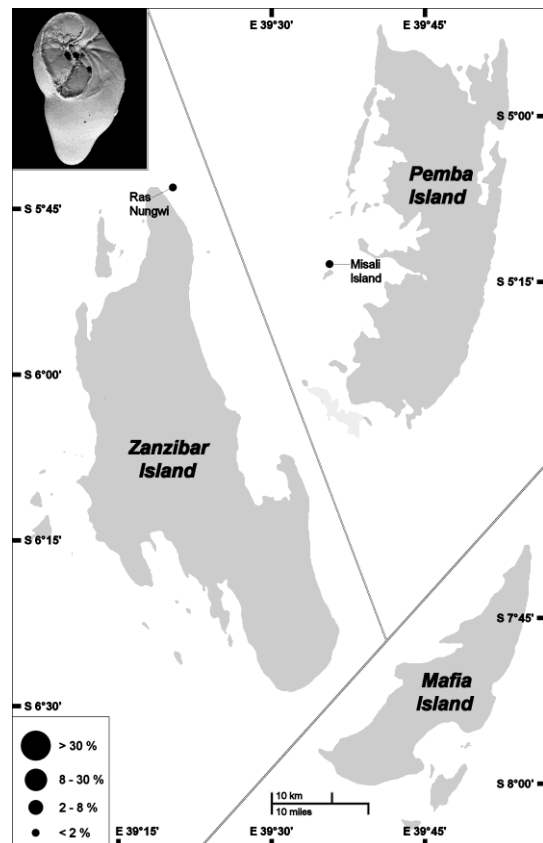 E 39°30'
E 39°45'
S 5°00'
Pemba
Island
Ras
Nungwi
S 5°45'
Misali
Island
S 5°15'
S 6°00'
Zanzibar
Island
S 6°15'
S 7°45'
Mafia
Island
S 6°30'
> 30 %
8 - 30 %
2 - 8 %
< 2 %
S 8°00'
10 km
10 miles
E 39°15'
E 39°30'
E 39°45'